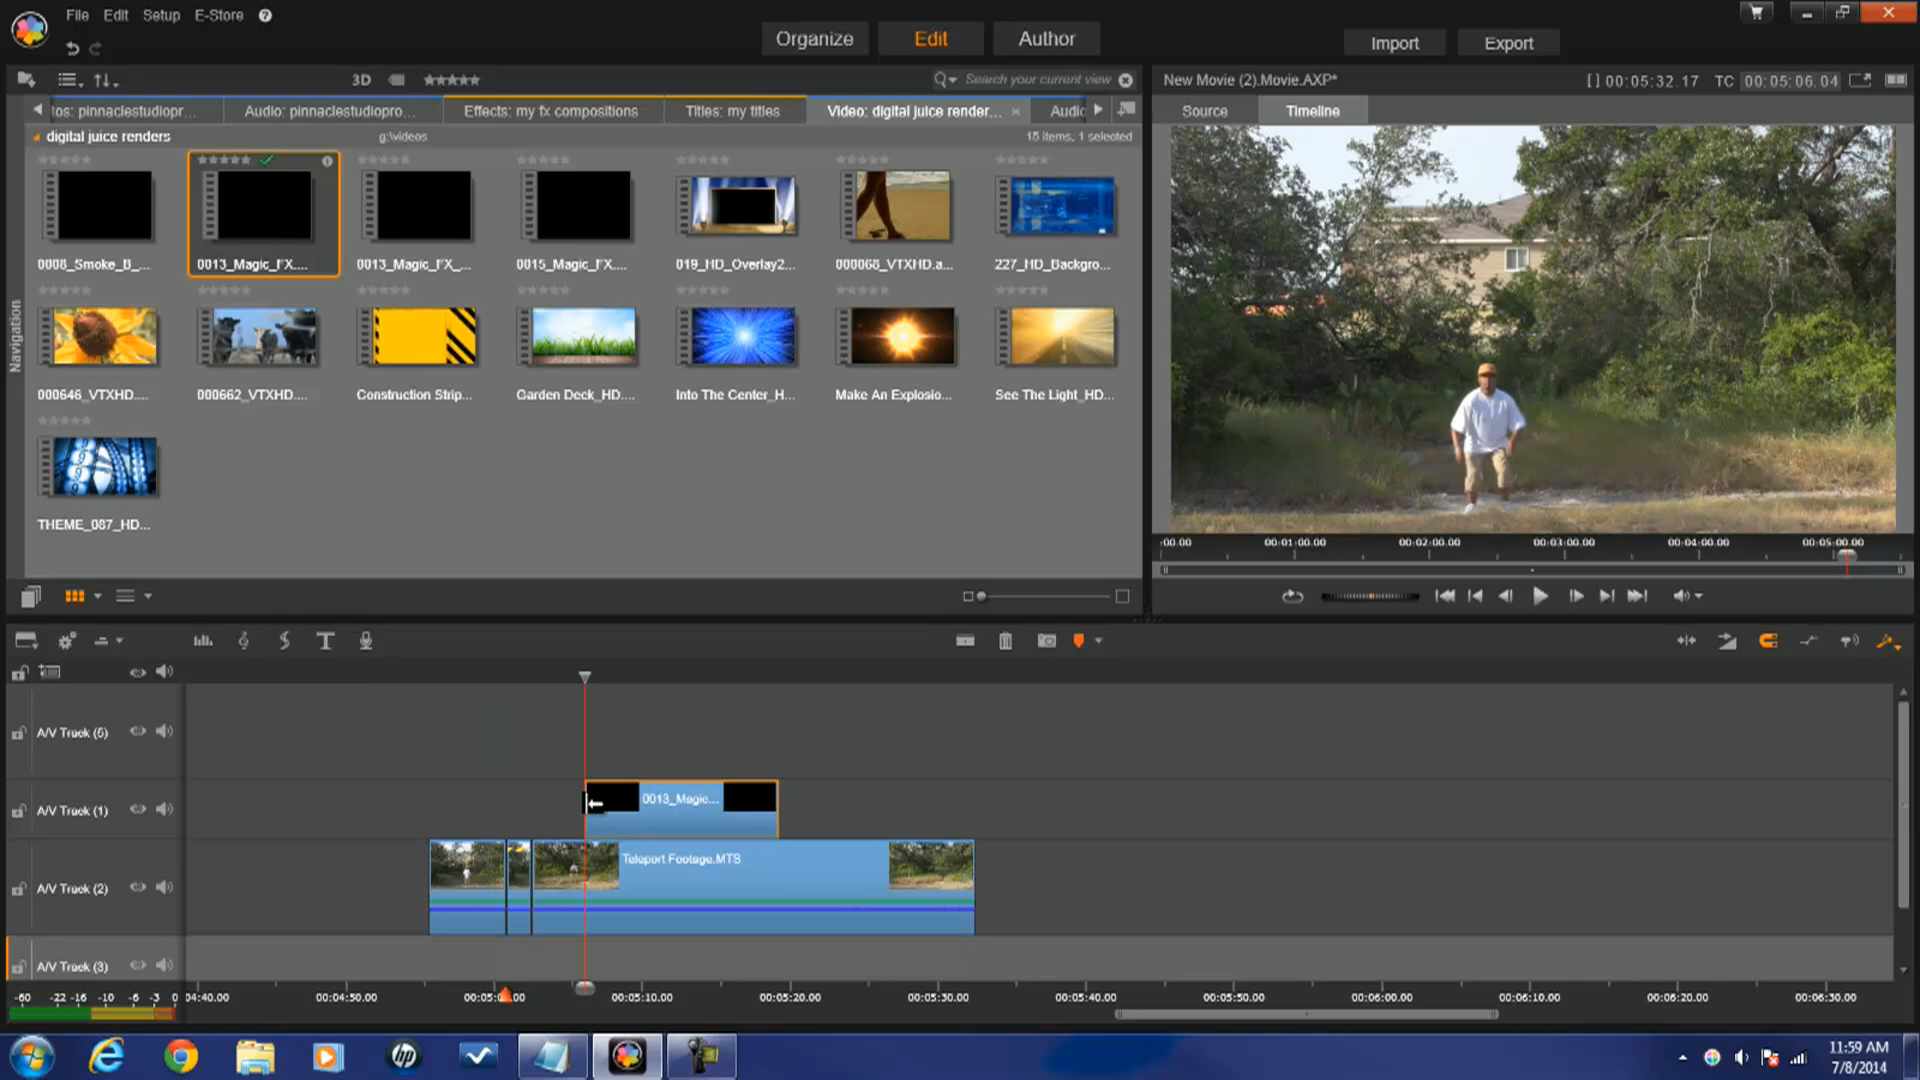 File Edit Setup E-Store ?
Organize Edit Author
Import Export
3D
Search your current view
New Movie (2).Movie.AXP*
[ ] 00:05:32.17 TC 00:05:06.04
tos: pinnaclestudiopr...
Audio: pinnaclestudiopro...
Effects: my fx compositions
Titles: my titles
Video: digital juice render...
Audio
Source Timeline
digital juice renders
g:\videos
15 items, 1 selected
0008_Smoke_B_...
0013_Magic_FX....
0013_Magic_FX_...
0015_Magic_FX....
019_HD_Overlay2...
000068_VTXHD.a...
227_HD_Backgro...
Navigation
000646_VTXHD....
000662_VTXHD....
Construction Strip...
Garden Deck_HD....
Into The Center_H...
Make An Explosio...
See The Light_HD...
THEME_087_HD...
:00.00 00:01:00.00 00:02:00.00 00:03:00.00 00:04:00.00 00:05:00.00
A/V Track (5)
A/V Track (1)
0013_Magic...
Teleport Footage.MTS
A/V Track (2)
A/V Track (3)
-60 -22 -16 -10 -6 -3 0
04:40.00 00:04:50.00 00:05:10.00 00:05:20.00 00:05:30.00 00:05:40.00 00:05:50.00 00:06:00.00 00:06:10.00 00:06:20.00 00:06:30.00
hp
11:59 AM
7/8/2014